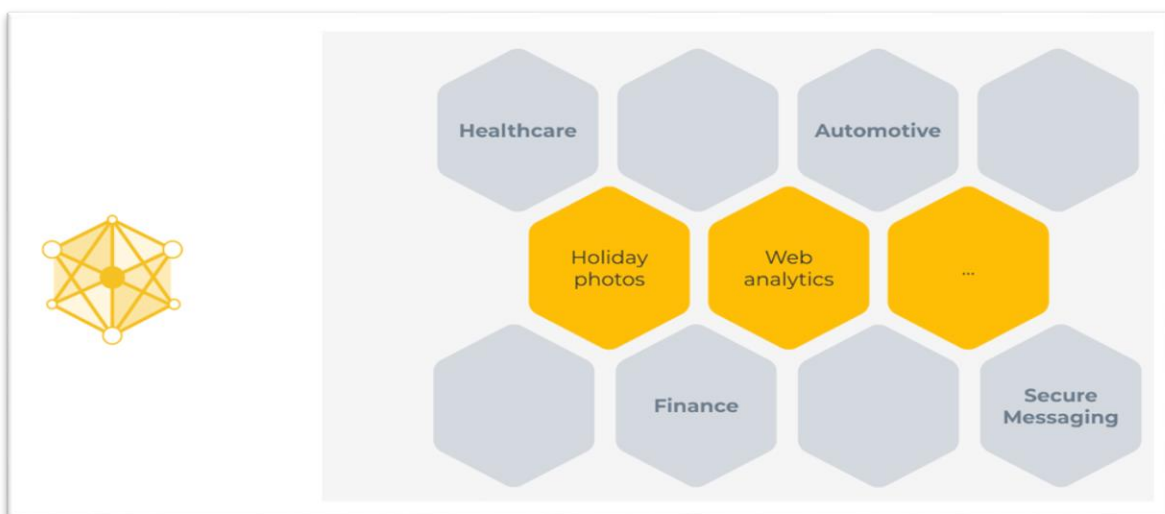 Healthcare
Automotive
Holiday
photos
Web
analytics
...
Finance
Secure
Messaging